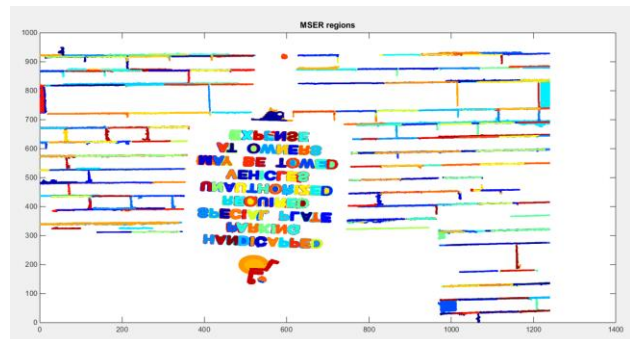 MSER regions
1000
900
800
700
600
500
400
300
200
100
0
HANDICAPPED
PARKING
SPECIAL PLATE
REQUIRED
UNAUTHORIZED
VEHICLES
MAY BE TOWED
AT OWNERS
EXPENSE
0 200 400 600 800 1000 1200 1400